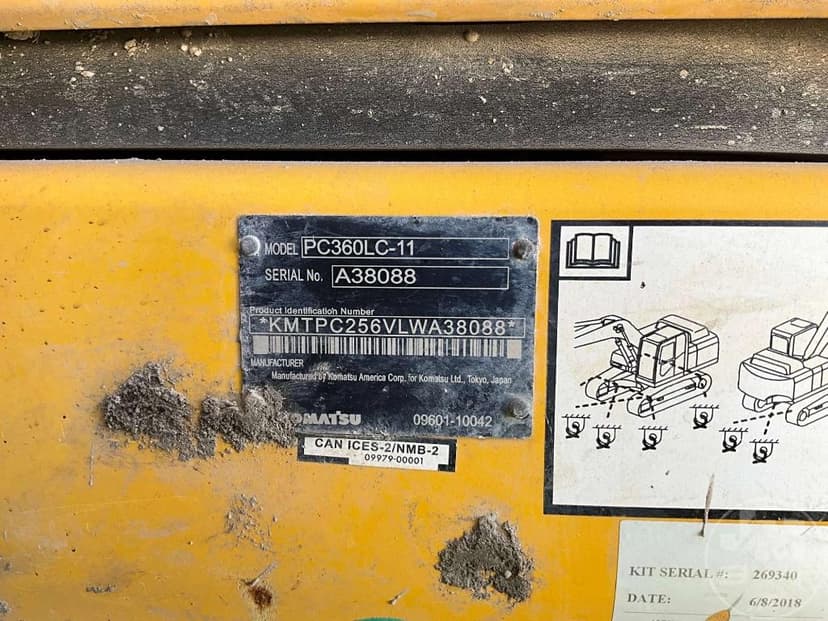 MODEL PC360LC-11
SERIAL No. A38088
Product Identification Number
*KMTPC256VLWA38088*
MANUFACTURER
Manufactured by Komatsu America Corp. for Komatsu Ltd., Tokyo, Japan
KOMATSU 09601-10042
CAN ICES-2/NMB-2
09979-00001
KIT SERIAL #: 269340
DATE: 6/8/2018